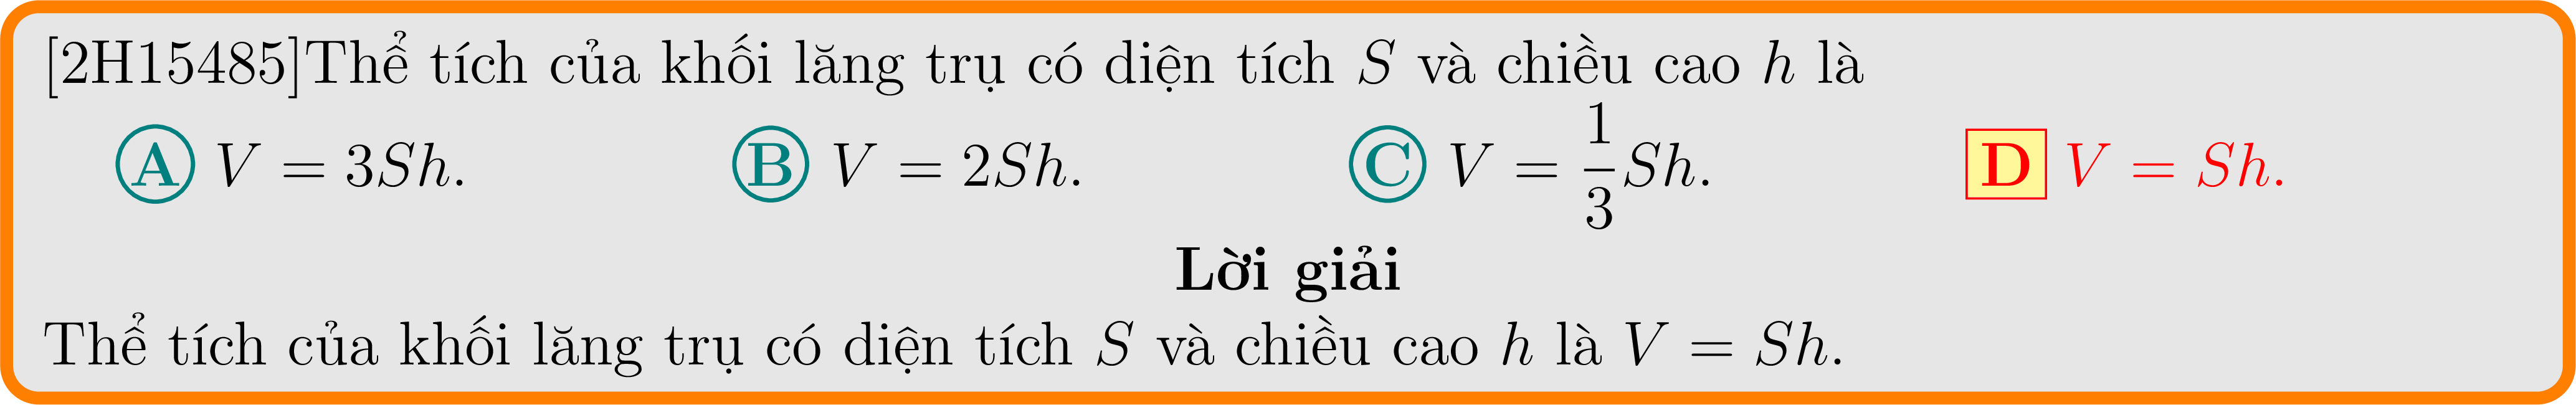 [2H15485]Thể tích của khối lăng trụ có diện tích S và chiều cao h là
A V = 3Sh. B V = 2Sh. C V = \frac{1}{3}Sh. D V = Sh.
Lời giải
Thể tích của khối lăng trụ có diện tích S và chiều cao h là V = Sh.